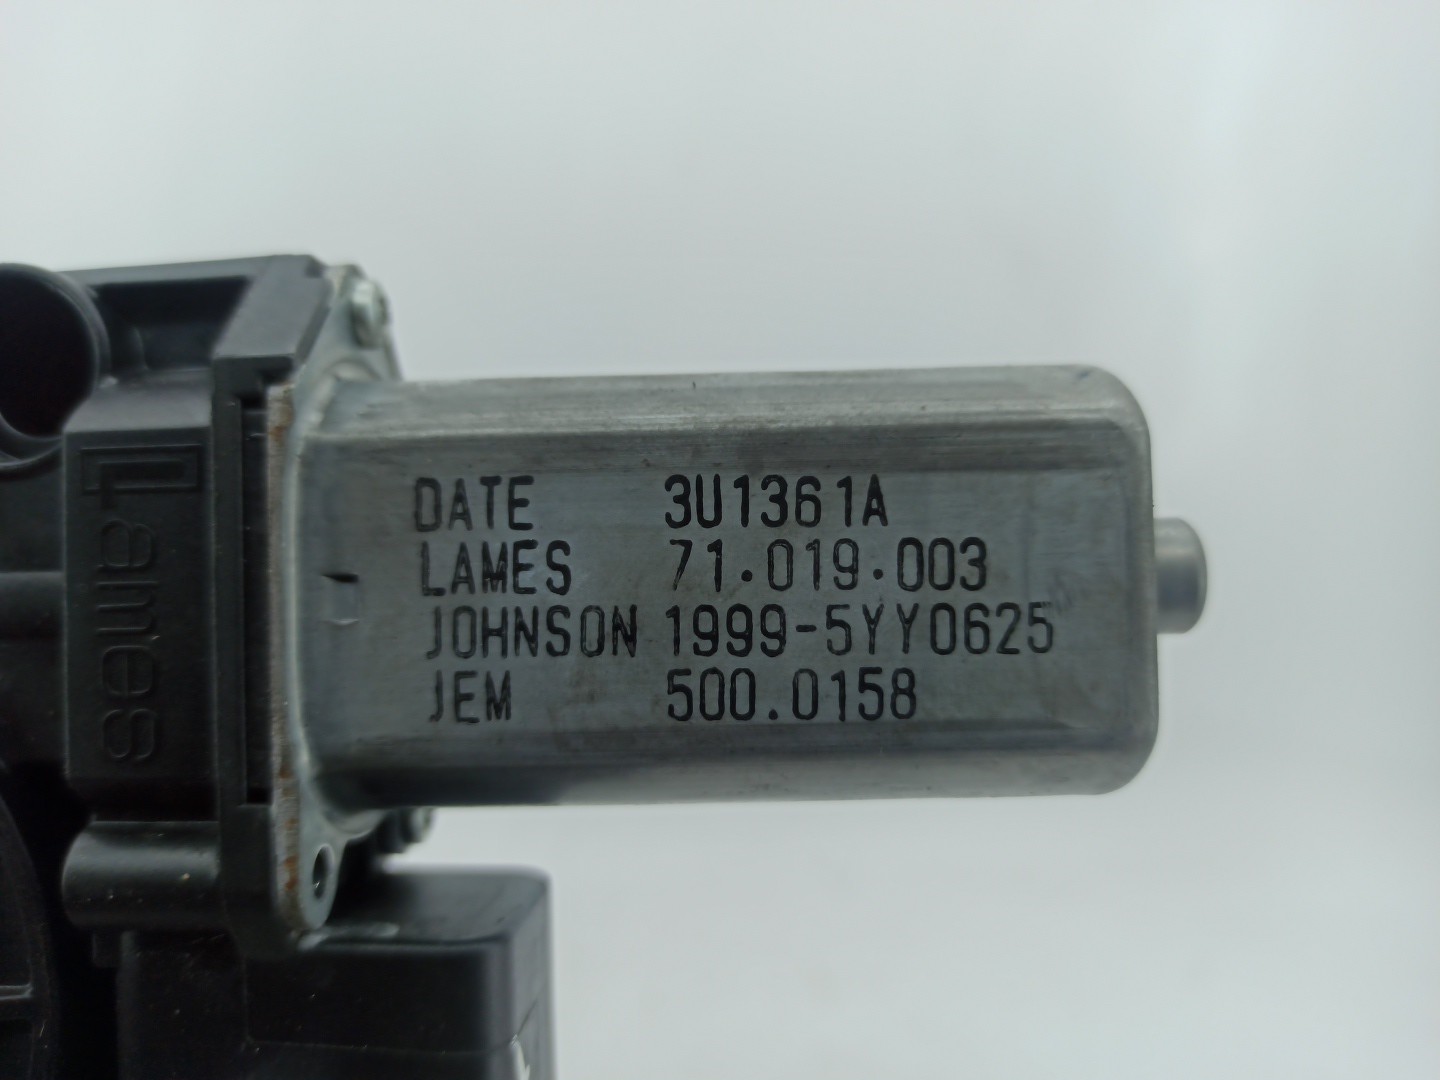 Lames
DATE 3U1361A
LAMES 71.019.003
JOHNSON 1999-5YY0625
JEM 500.0158